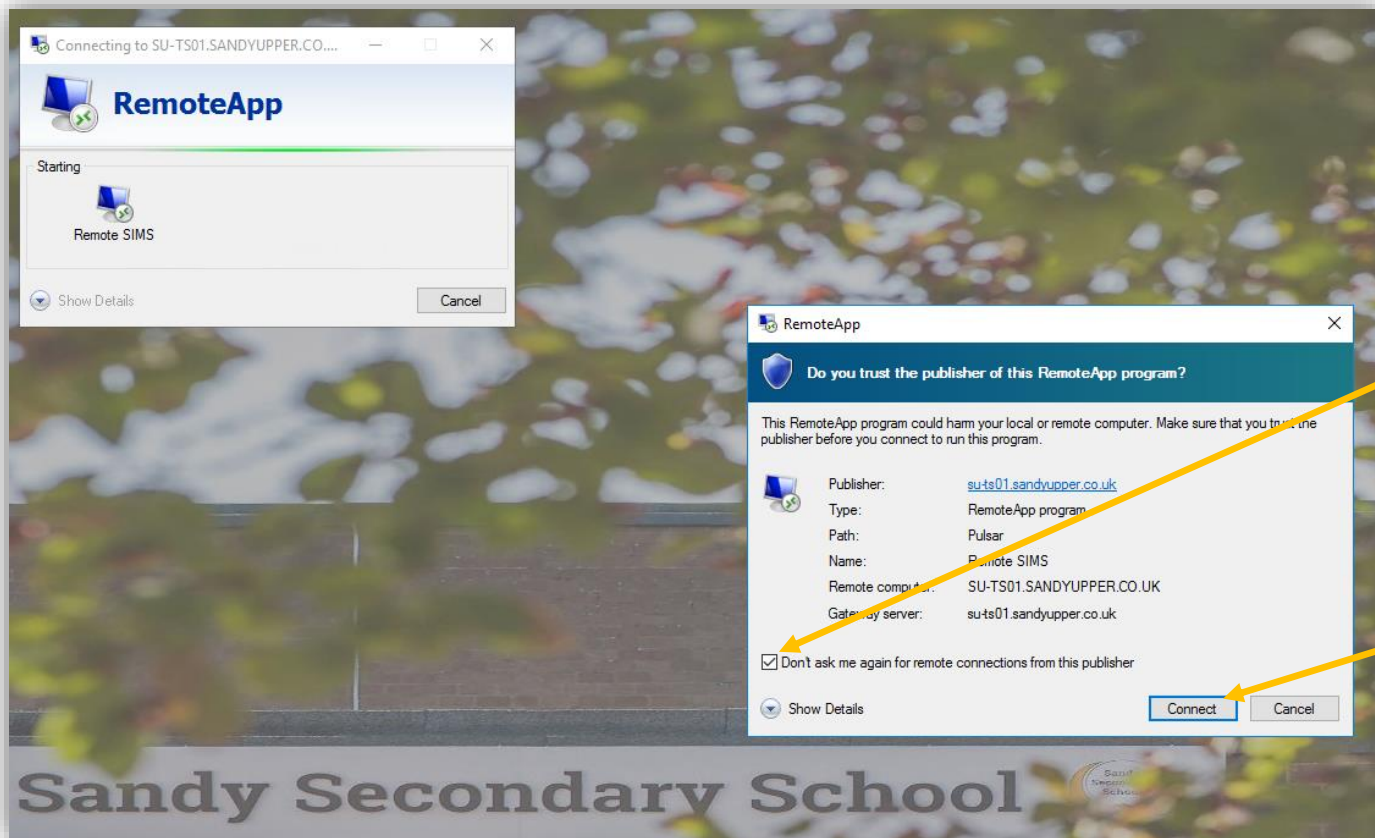 Connecting to SU-TS01.SANDYUPPER.CO....
RemoteApp
Starting
Remote SIMS
Show Details
Cancel
RemoteApp
Do you trust the publisher of this RemoteApp program?
This RemoteApp program could harm your local or remote computer. Make sure that you trust the
publisher before you connect to run this program.
Publisher: su-ts01.sandyupper.co.uk
Type: RemoteApp program
Path: Pulsar
Name: Remote SIMS
Remote computer: SU-TS01.SANDYUPPER.CO.UK
Gateway server: su-ts01.sandyupper.co.uk
Don't ask me again for remote connections from this publisher
Show Details
Connect
Cancel
Sandy Secondary School
Sandy
Secondary
School